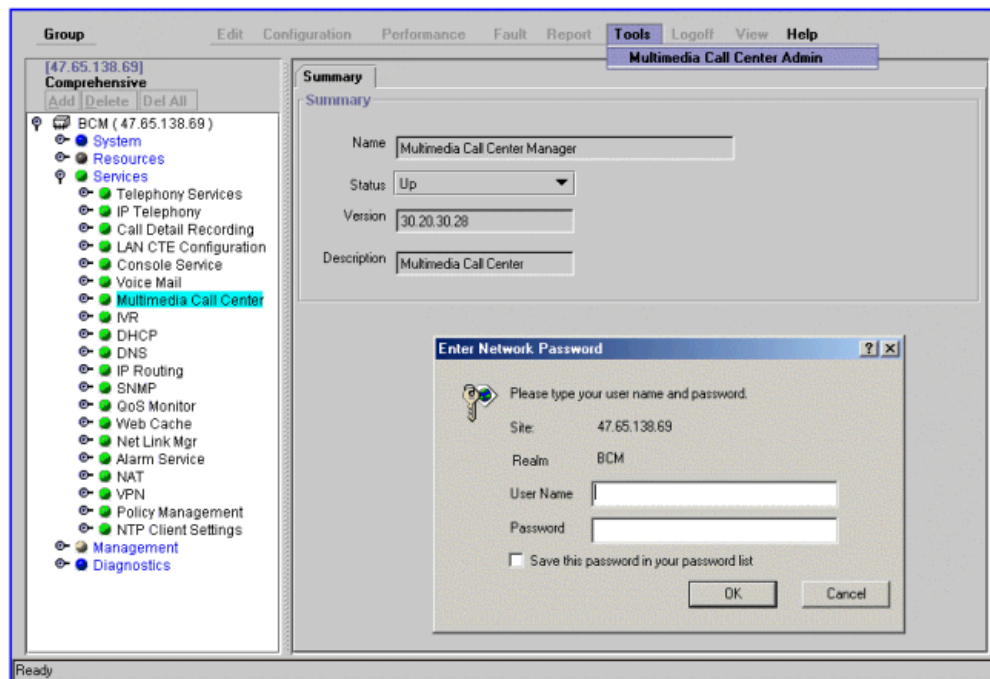 Group Edit Configuration Performance Fault Report Tools Logoff View Help
Multimedia Call Center Admin
[47.65.138.69]
Comprehensive
Add Delete Del All
BCM ( 47.65.138.69 )
System
Resources
Services
Telephony Services
IP Telephony
Call Detail Recording
LAN CTE Configuration
Console Service
Voice Mail
Multimedia Call Center
IVR
DHCP
DNS
IP Routing
SNMP
QoS Monitor
Web Cache
Net Link Mgr
Alarm Service
NAT
VPN
Policy Management
NTP Client Settings
Management
Diagnostics
Summary
Summary
Name Multimedia Call Center Manager
Status Up
Version 30.20.30.28
Description Multimedia Call Center
Enter Network Password
Please type your user name and password.
Site: 47.65.138.69
Realm BCM
User Name
Password
Save this password in your password list
OK Cancel
Ready